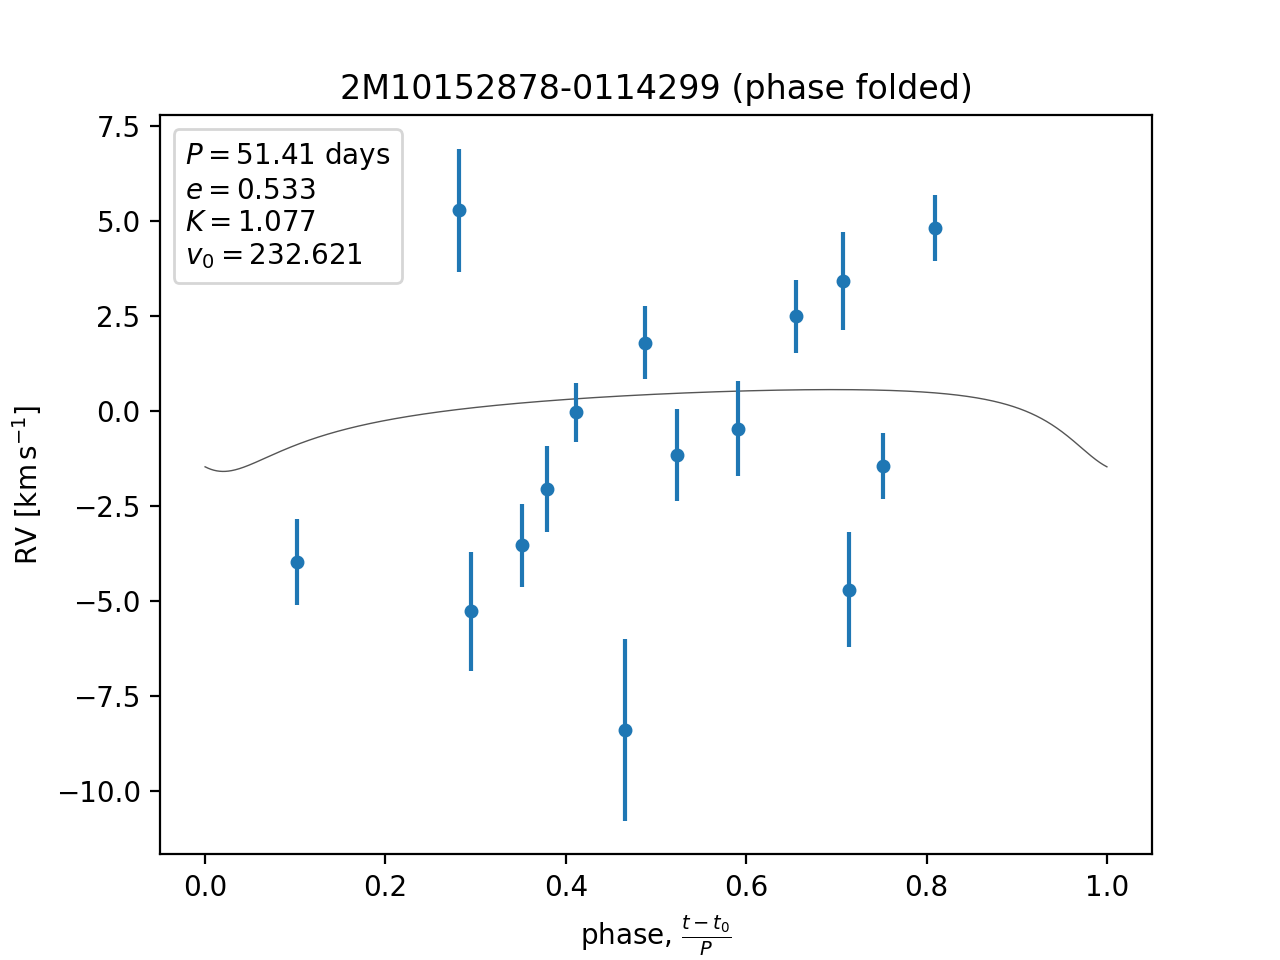 2M10152878-0114299 (phase folded)
P = 51.41 days
e = 0.533
K = 1.077
v₀ = 232.621
7.5
5.0
2.5
0.0
−2.5
−5.0
−7.5
−10.0
RV [km s⁻¹]
0.0 0.2 0.4 0.6 0.8 1.0
phase, (t − t₀)/P